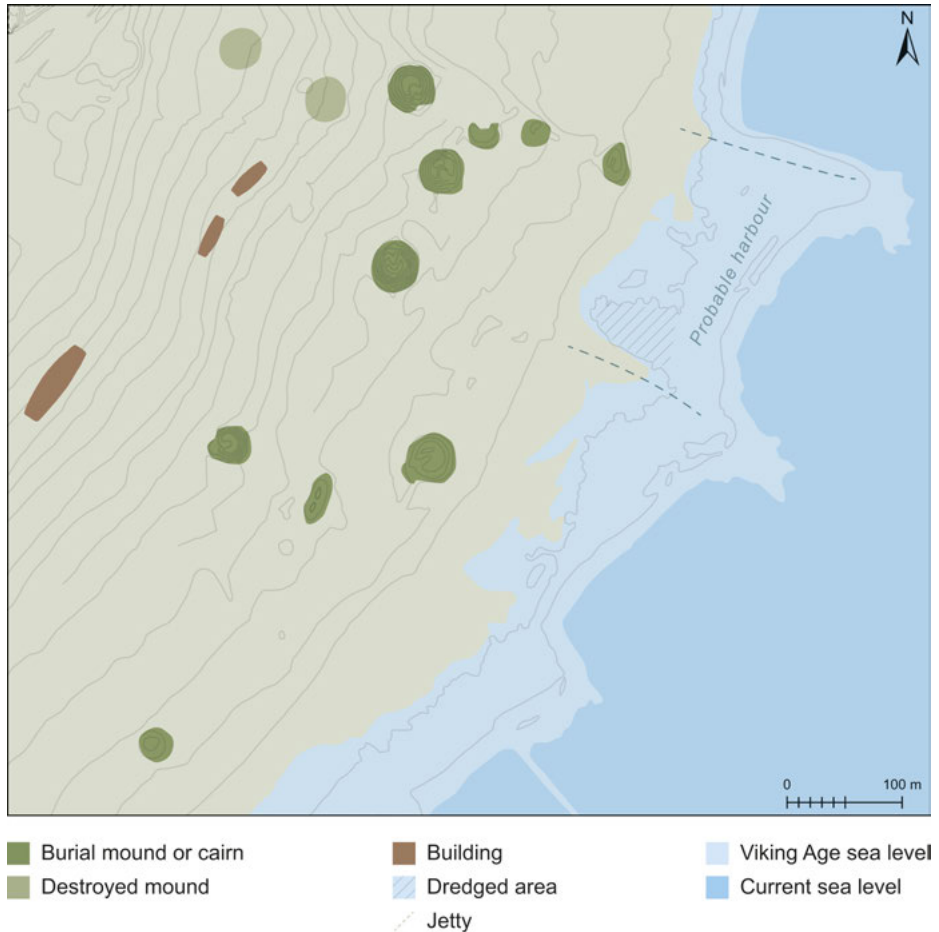 N
Probable harbour
0 100 m
Burial mound or cairn
Destroyed mound
Building
Dredged area
Jetty
Viking Age sea level
Current sea level